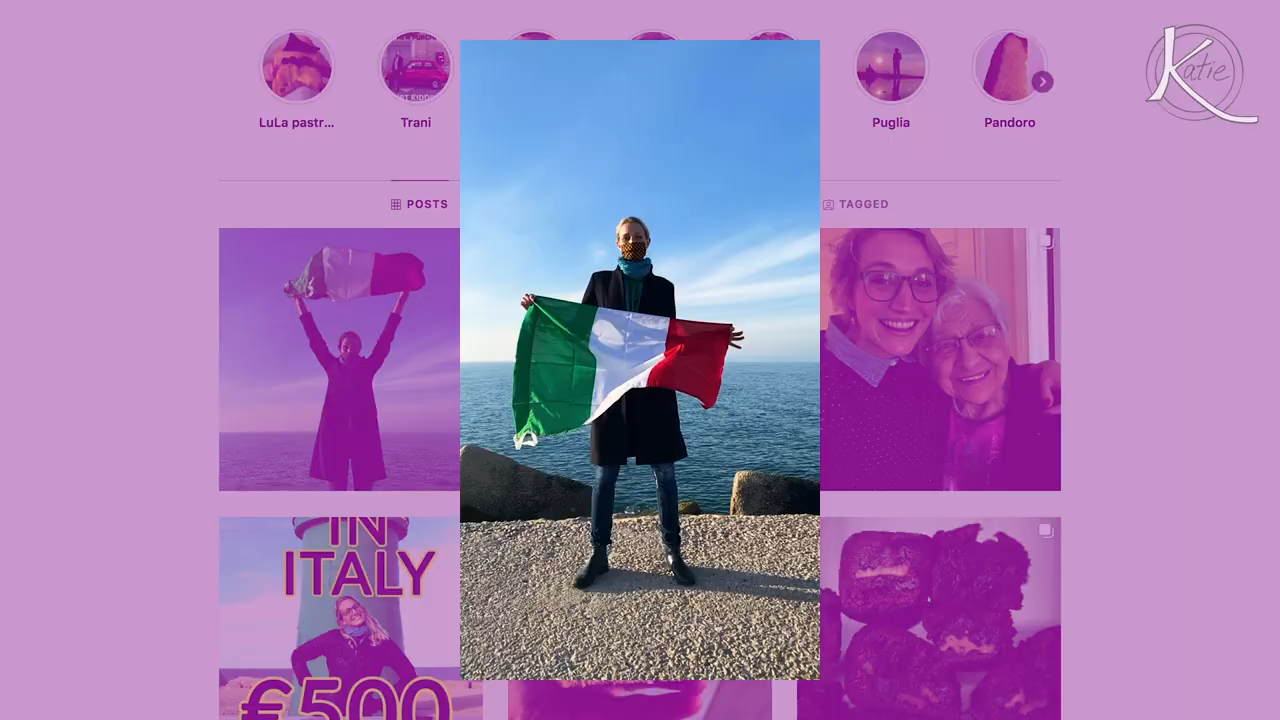 Katie
LuLa pastr...
Trani
Puglia
Pandoro
POSTS
TAGGED
IN
ITALY
€500